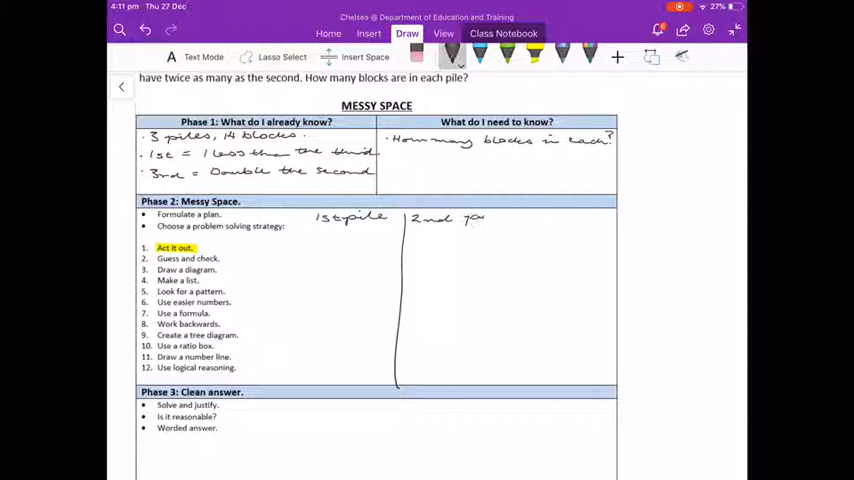 4:11 pm Thu 27 Dec
27%
Chelsea @ Department of Education and Training
Home Insert Draw View Class Notebook
Text Mode Lasso Select Insert Space
have twice as many as the second. How many blocks are in each pile?
MESSY SPACE
Phase 1: What do I already know?
· 3 piles, 14 blocks.
· 1st = 1 less than the third.
· 3rd = Double the second
What do I need to know?
· How many blocks in each?
Phase 2: Messy Space.
• Formulate a plan.
• Choose a problem solving strategy:
1. Act it out.
2. Guess and check.
3. Draw a diagram.
4. Make a list.
5. Look for a pattern.
6. Use easier numbers.
7. Use a formula.
8. Work backwards.
9. Create a tree diagram.
10. Use a ratio box.
11. Draw a number line.
12. Use logical reasoning.
1st pile 2nd
Phase 3: Clean answer.
• Solve and justify.
• Is it reasonable?
• Worded answer.